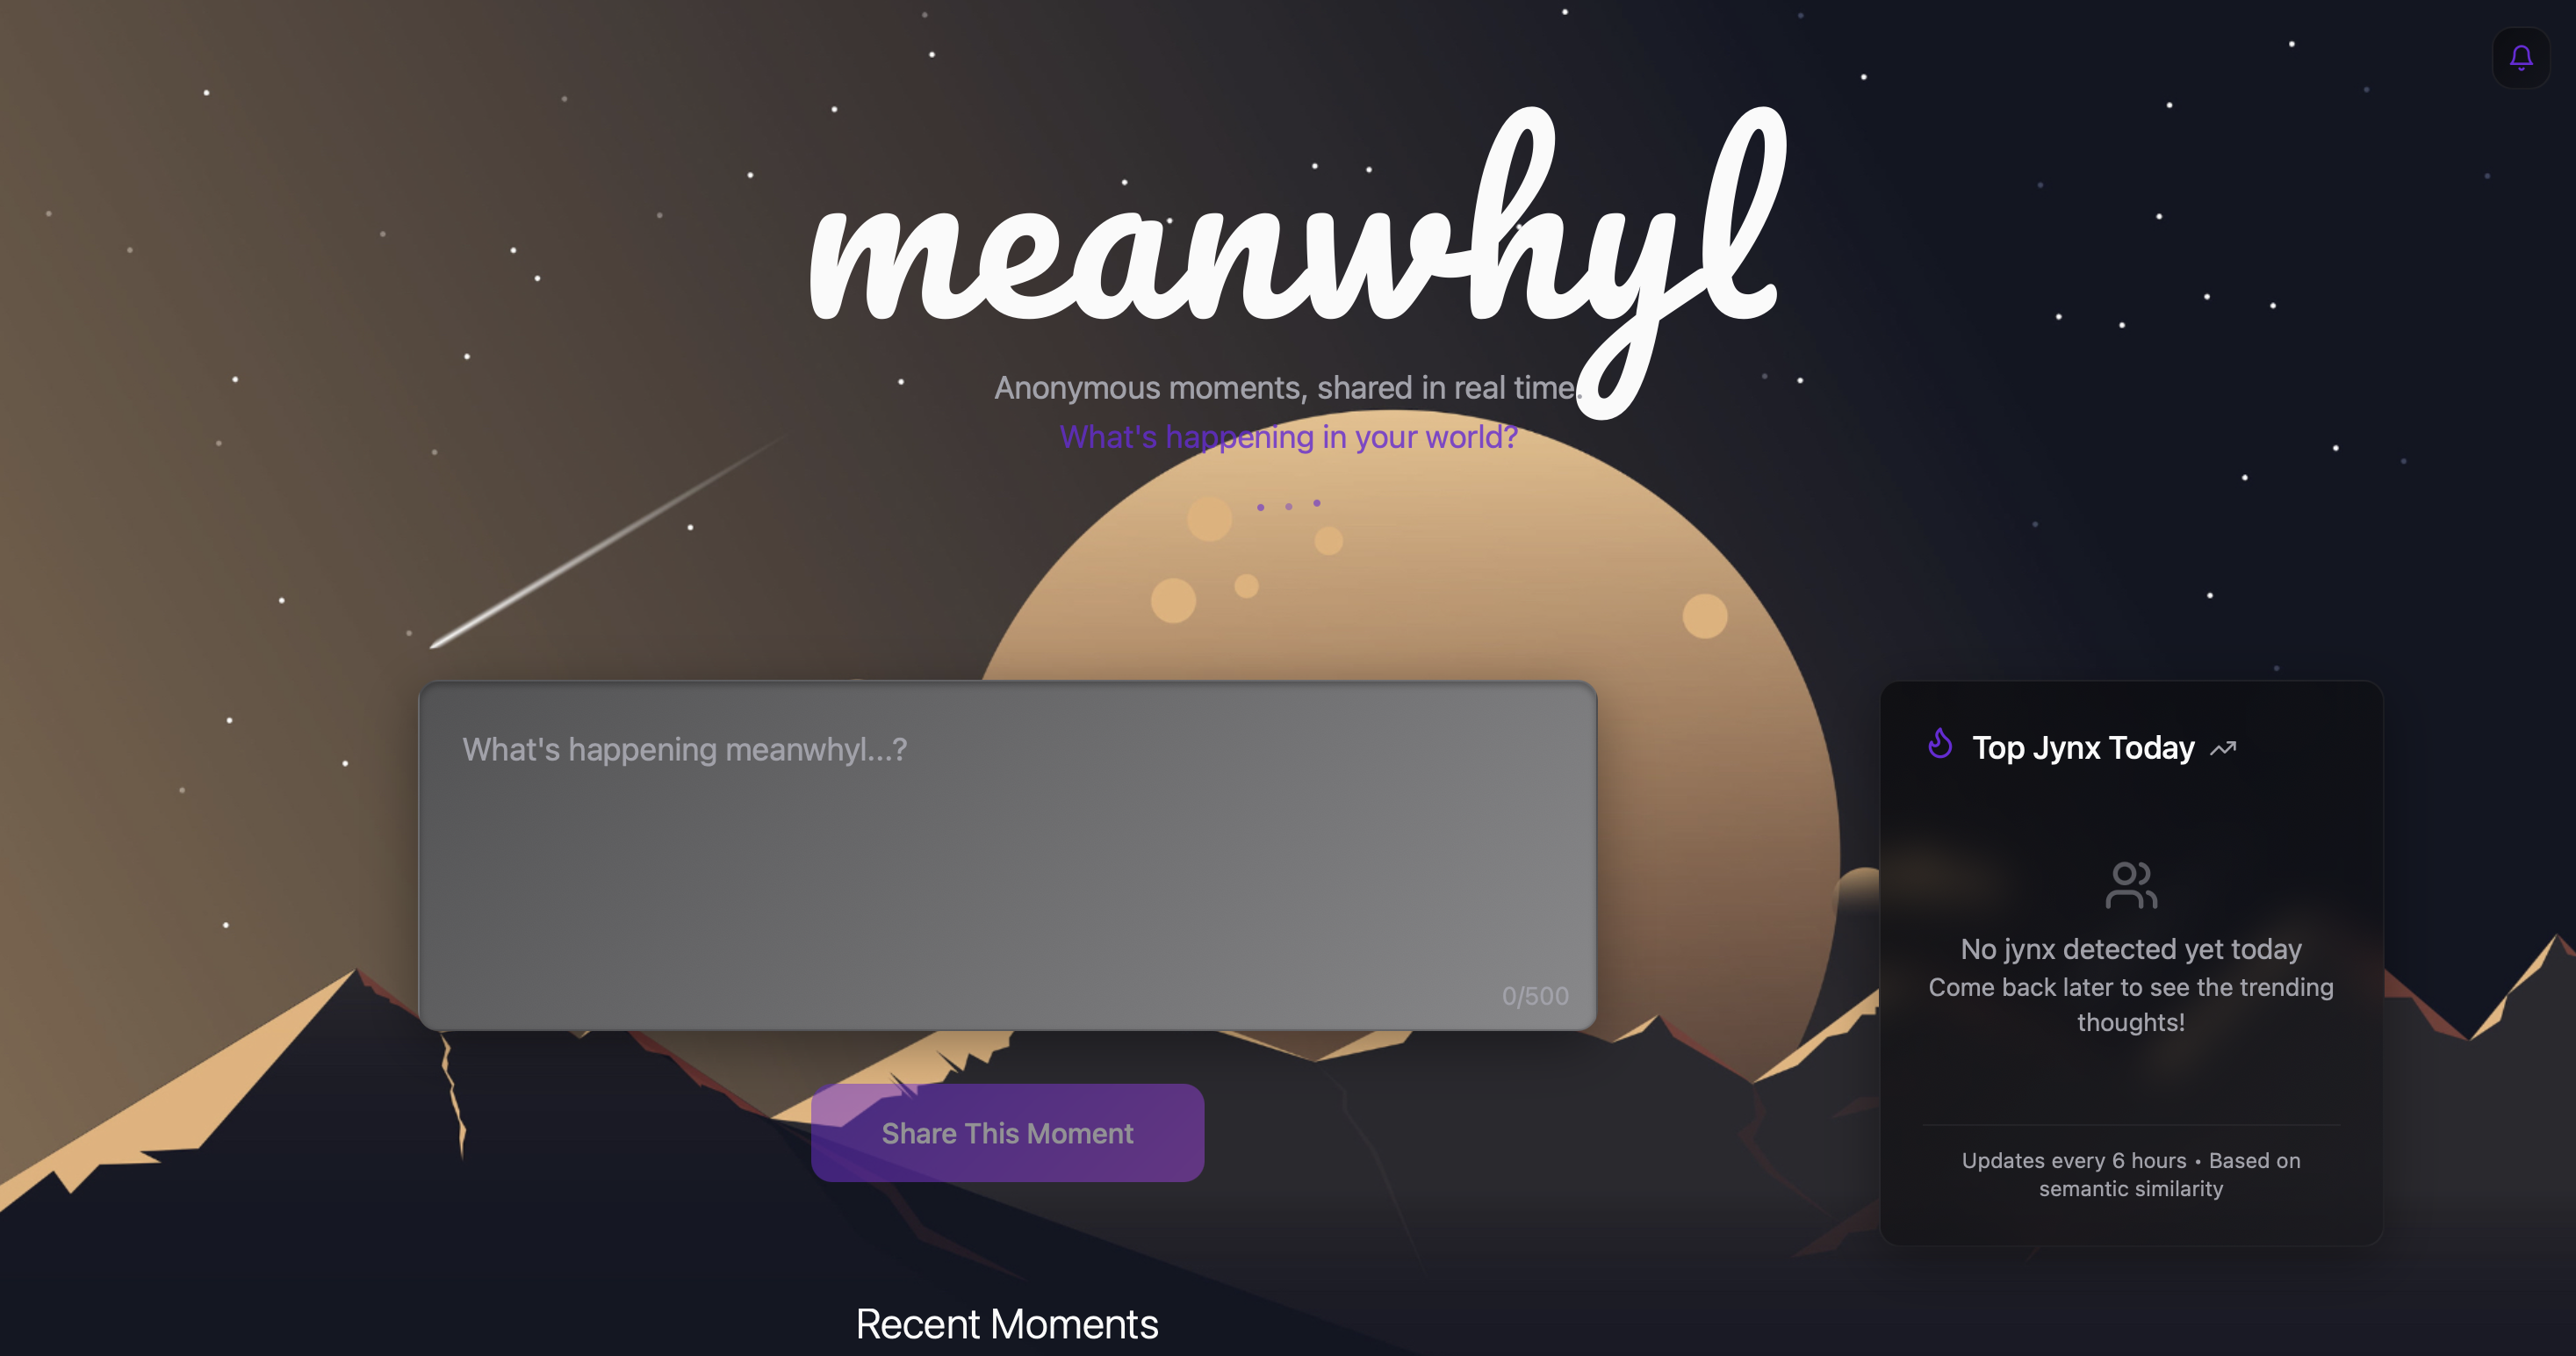 meanwhyl
Anonymous moments, shared in real time.
What's happening in your world?
What's happening meanwhyl...?
0/500
Share This Moment
Recent Moments
Top Jynx Today
No jynx detected yet today
Come back later to see the trending
thoughts!
Updates every 6 hours • Based on
semantic similarity